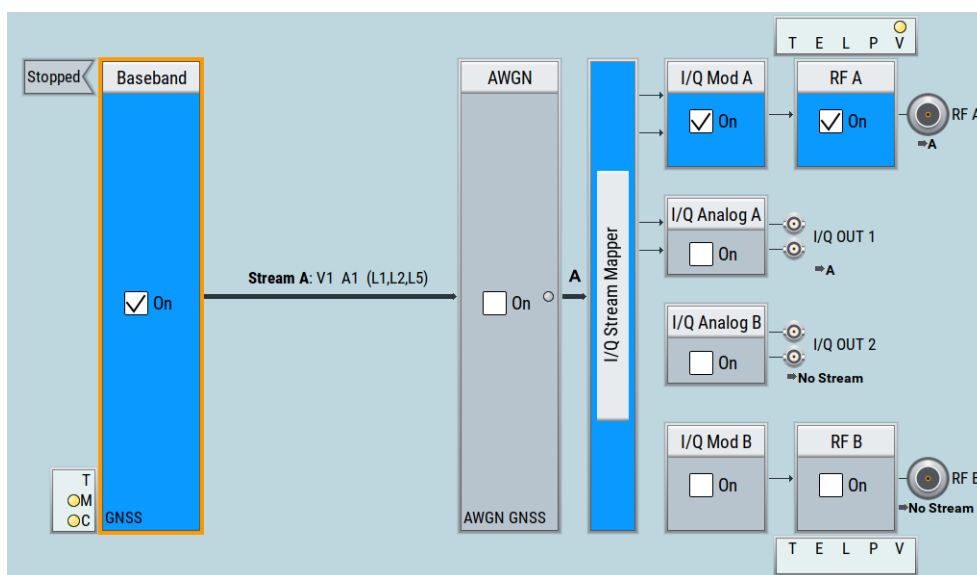 T E L P V
Stopped
Baseband
AWGN
I/Q Mod A
RF A
On
On
RF A
A
I/Q Analog A
On
I/Q OUT 1
A
Stream A: V1 A1 (L1,L2,L5)
On
On
A
I/Q Stream Mapper
I/Q Analog B
On
I/Q OUT 2
No Stream
I/Q Mod B
RF B
On
On
RF B
No Stream
T
M
C
GNSS
AWGN GNSS
T E L P V